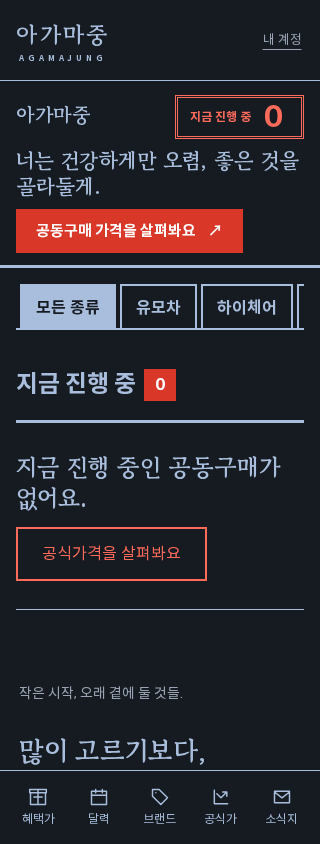 아가마중
AGAMAJUNG
내 계정
아가마중
지금 진행 중 0
너는 건강하게만 오렴, 좋은 것을
골라둘게.
공동구매 가격을 살펴봐요 ↗
모든 종류
유모차
하이체어
지금 진행 중 0
지금 진행 중인 공동구매가
없어요.
공식가격을 살펴봐요
작은 시작, 오래 곁에 둘 것들.
많이 고르기보다,
혜택가
달력
브랜드
공식가
소식지